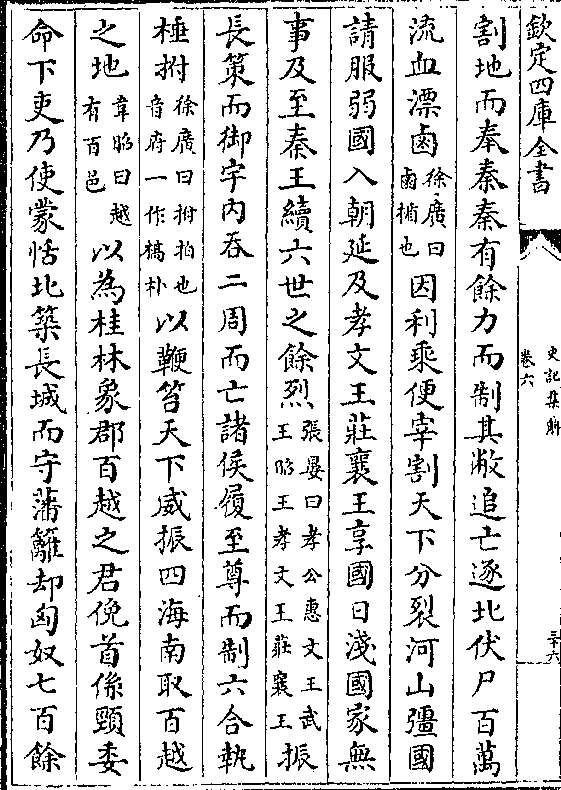 欽定四庫全書
史記集解
卷六
三十六
割地而奉秦秦有餘力而制其敝追亡逐北伏尸百萬
流血漂鹵徐廣曰鹵楯也因利乘便宰割天下分裂河山彊國
請服弱國入朝延及孝文王莊襄王享國日淺國家無
事及至秦王續六世之餘烈張晏曰孝公惠文王武王昭王孝文王莊襄王振
長策而御宇內吞二周而亡諸侯履至尊而制六合執
棰拊徐廣曰拊拍也音府一作槁朴以鞭笞天下威振四海南取百越
之地韋昭曰越有百邑以為桂林象郡百越之君俛首係頸委
命下吏乃使蒙恬北築長城而守藩籬却匈奴七百餘